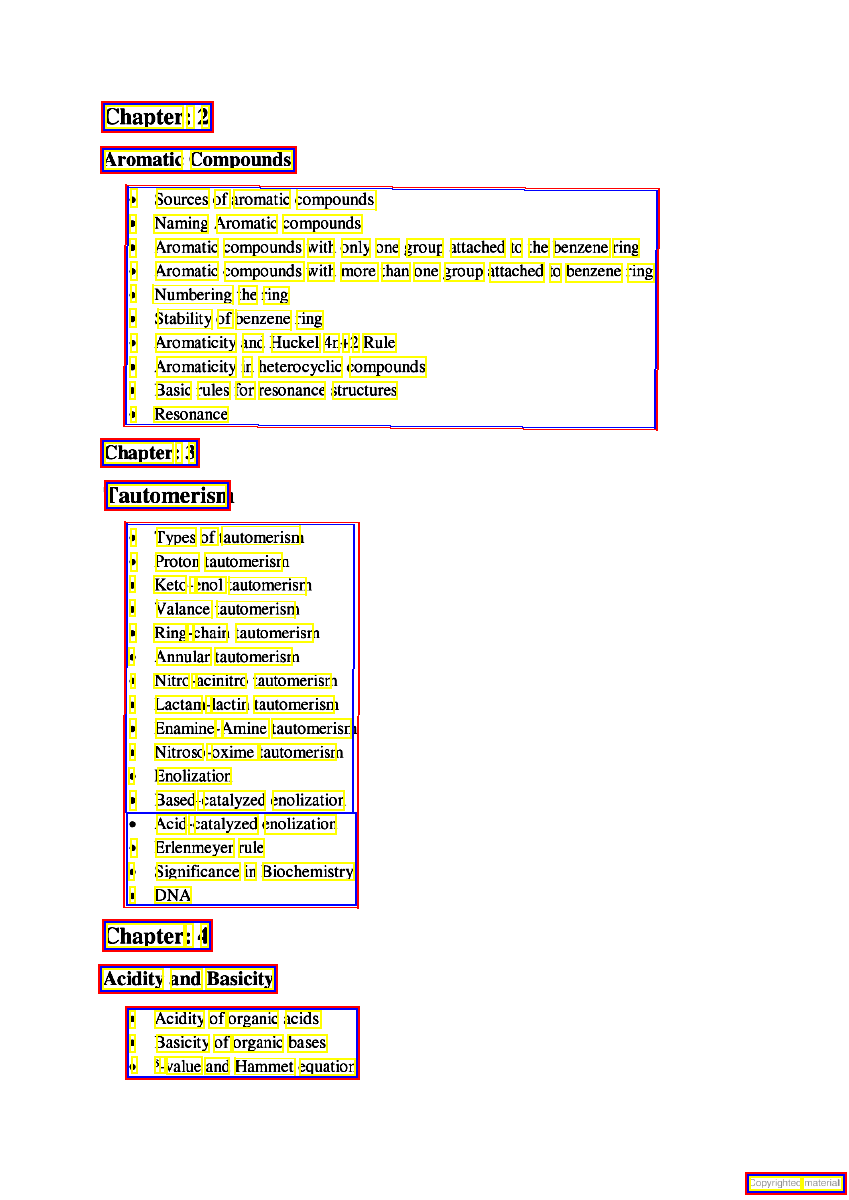 Chapter: 2
Aromatic Compounds
• Sources of aromatic compounds
• Naming Aromatic compounds
• Aromatic compounds with only one group attached to the benzene ring
• Aromatic compounds with more than one group attached to benzene ring
• Numbering the ring
• Stability of benzene ring
• Aromaticity and Huckel 4n+2 Rule
• Aromaticity in heterocyclic compounds
• Basic rules for resonance structures
• Resonance
Chapter: 3
Tautomerism
• Types of tautomerism
• Proton tautomerism
• Keto-enol tautomerism
• Valance tautomerism
• Ring-chain tautomerism
• Annular tautomerism
• Nitro-acinitro tautomerism
• Lactam-lactin tautomerism
• Enamine-Amine tautomerism
• Nitroso-oxime tautomerism
• Enolization
• Based-catalyzed enolization
• Acid-catalyzed enolization
• Erlenmeyer rule
• Significance in Biochemistry
• DNA
Chapter: 4
Acidity and Basicity
• Acidity of organic acids
• Basicity of organic bases
• ⁸-value and Hammet equation
Copyrighted material